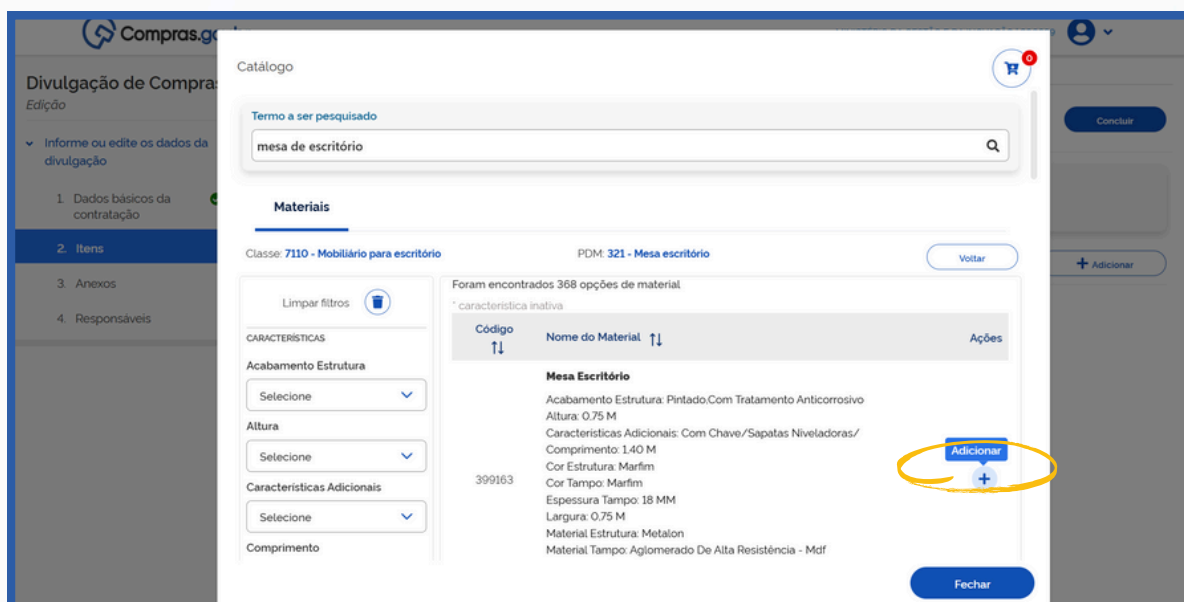 Compras.go
Divulgação de Compra
Edição
Informe ou edite os dados da
divulgação
1. Dados básicos da
contratação
2. Itens
3. Anexos
4. Responsáveis
Concluir
Adicionar
Catálogo
0
Termo a ser pesquisado
mesa de escritório
Materiais
Classe: 7110 - Mobiliário para escritório
PDM: 321 - Mesa escritório
Voltar
Limpar filtros
CARACTERÍSTICAS
Acabamento Estrutura
Selecione
Altura
Selecione
Características Adicionais
Selecione
Comprimento
Foram encontrados 368 opções de material
* característica inativa
Código
Nome do Material
Ações
399163
Mesa Escritório
Acabamento Estrutura: Pintado,Com Tratamento Anticorrosivo
Altura: 0,75 M
Características Adicionais: Com Chave/Sapatas Niveladoras/
Comprimento: 1,40 M
Cor Estrutura: Marfim
Cor Tampo: Marfim
Espessura Tampo: 18 MM
Largura: 0,75 M
Material Estrutura: Metalon
Material Tampo: Aglomerado De Alta Resistência - Mdf
Adicionar
Fechar